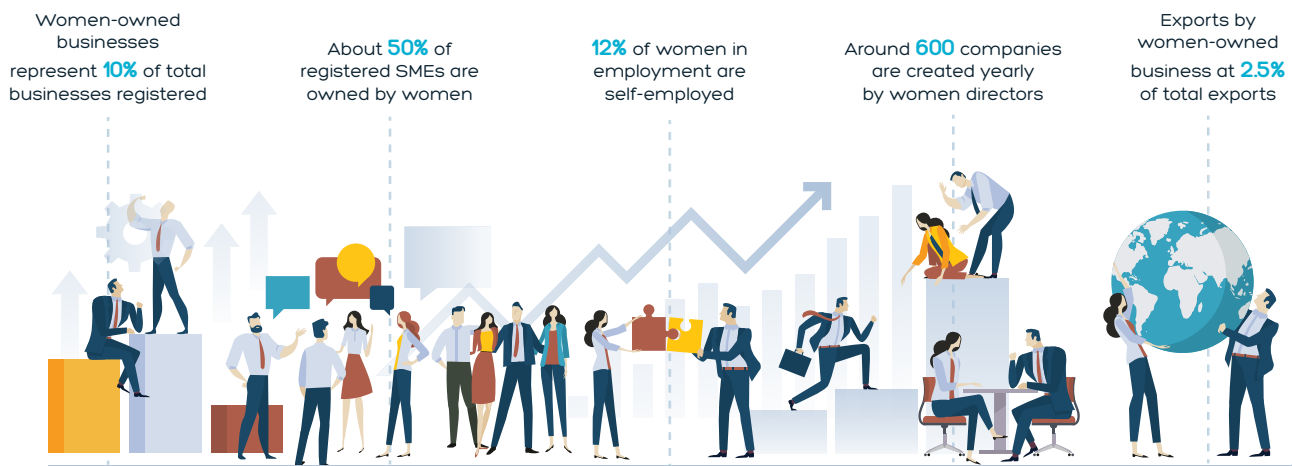 Women-owned
businesses
represent 10% of total
businesses registered
About 50% of
registered SMEs are
owned by women
12% of women in
employment are
self-employed
Around 600 companies
are created yearly
by women directors
Exports by
women-owned
business at 2.5%
of total exports